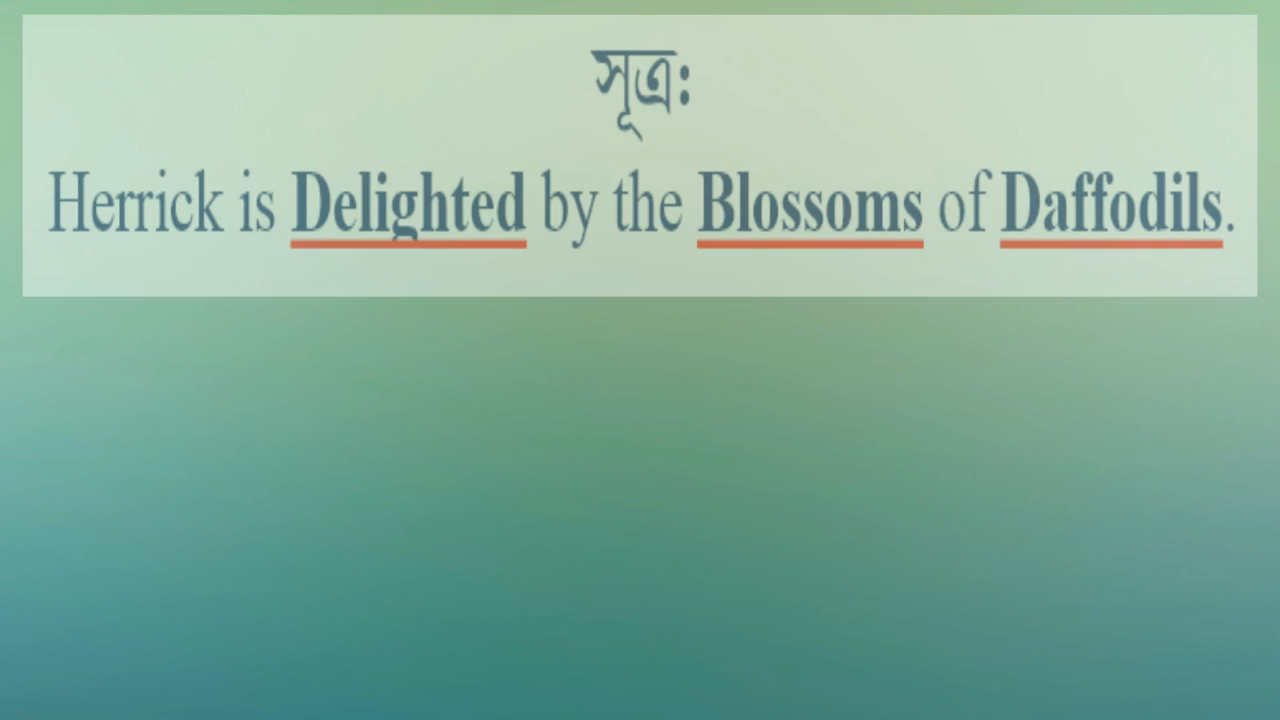 সূত্রঃ
Herrick is Delighted by the Blossoms of Daffodils.